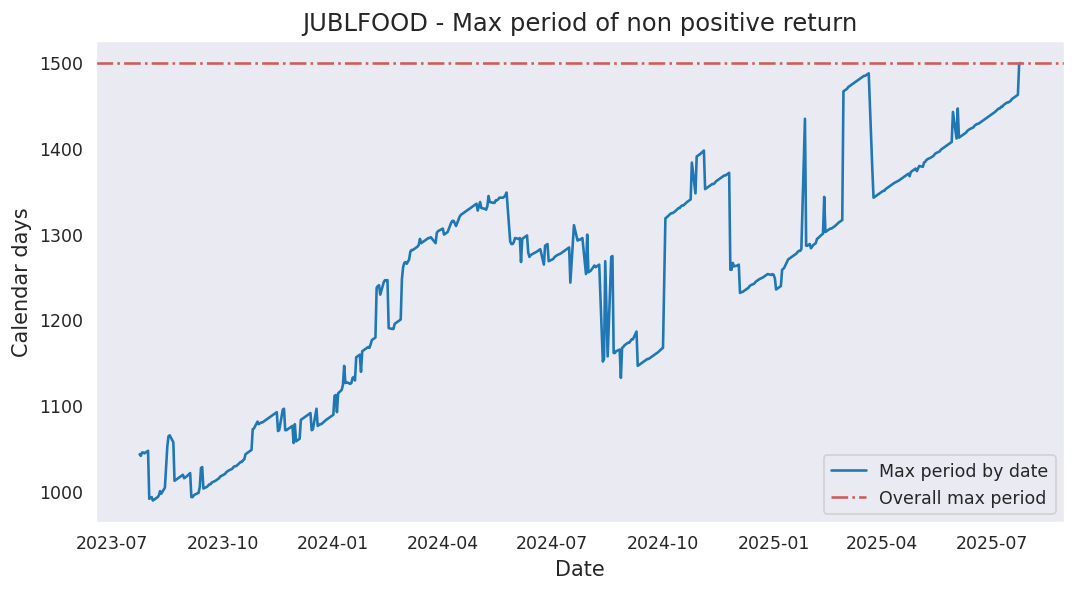 JUBLFOOD - Max period of non positive return
Calendar days
1500
1400
1300
1200
1100
1000
Max period by date
Overall max period
2023-07 2023-10 2024-01 2024-04 2024-07 2024-10 2025-01 2025-04 2025-07
Date